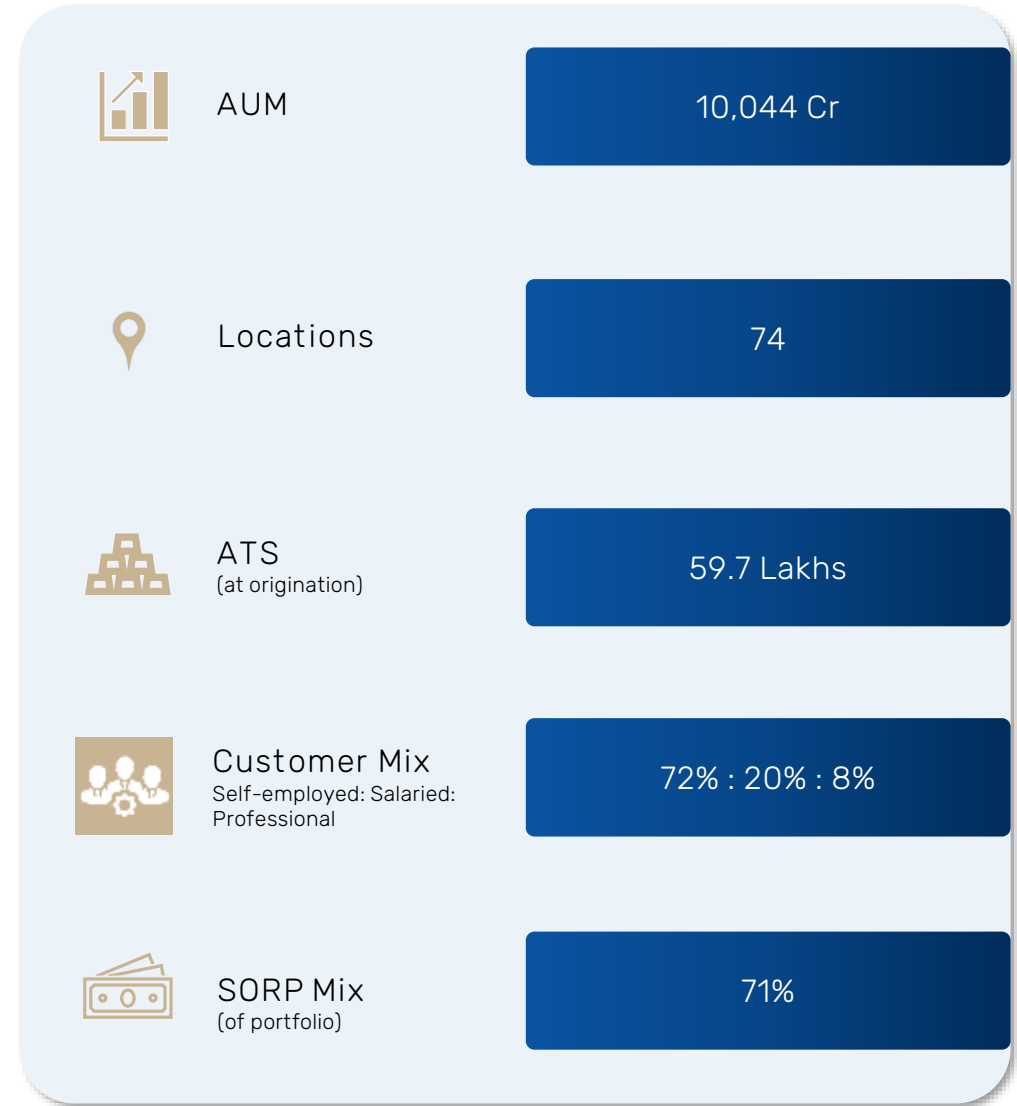 AUM
10,044 Cr
Locations
74
ATS
(at origination)
59.7 Lakhs
Customer Mix
Self-employed: Salaried:
Professional
72% : 20% : 8%
SORP Mix
(of portfolio)
71%